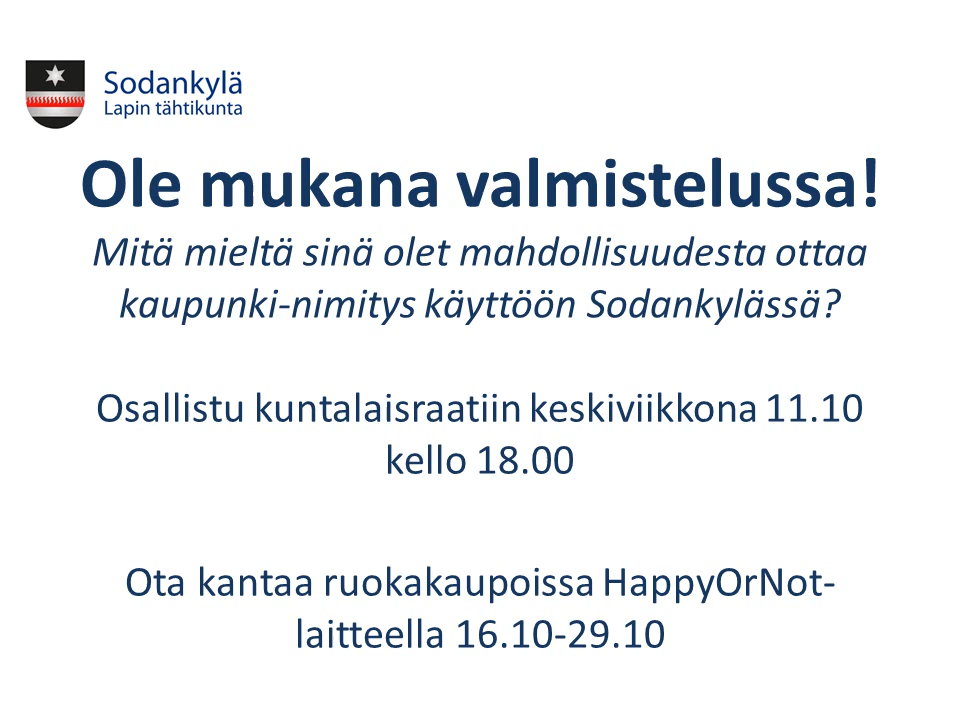 Sodankylä
Lapin tähtikunta
Ole mukana valmistelussa!
Mitä mieltä sinä olet mahdollisuudesta ottaa
kaupunki-nimitys käyttöön Sodankylässä?
Osallistu kuntalaisraatiin keskiviikkona 11.10
kello 18.00
Ota kantaa ruokakaupoissa HappyOrNot-
laitteella 16.10-29.10